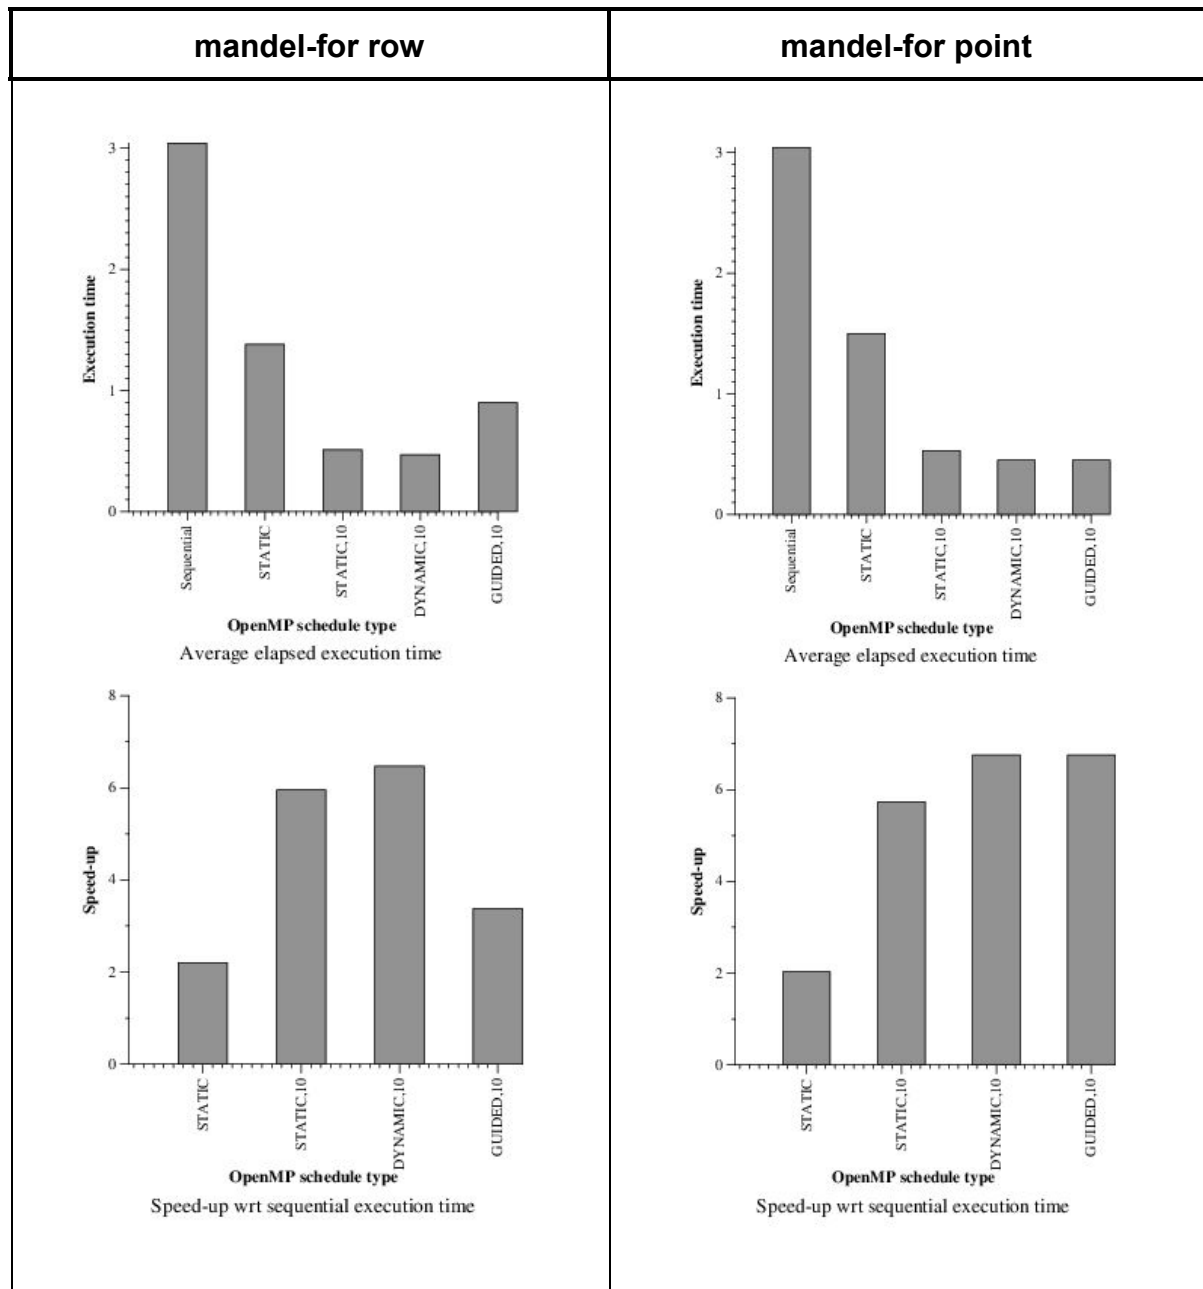 mandel-for row
mandel-for point
3
2
1
0
Execution time
Sequential
STATIC
STATIC,10
DYNAMIC,10
GUIDED,10
OpenMP schedule type
Average elapsed execution time
3
2
1
0
Execution time
Sequential
STATIC
STATIC,10
DYNAMIC,10
GUIDED,10
OpenMP schedule type
Average elapsed execution time
8
6
4
2
0
Speed-up
STATIC
STATIC,10
DYNAMIC,10
GUIDED,10
OpenMP schedule type
Speed-up wrt sequential execution time
8
6
4
2
0
Speed-up
STATIC
STATIC,10
DYNAMIC,10
GUIDED,10
OpenMP schedule type
Speed-up wrt sequential execution time